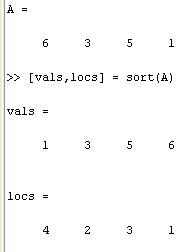 A =
6 3 5 1
>> [vals,locs] = sort(A)
vals =
1 3 5 6
locs =
4 2 3 1